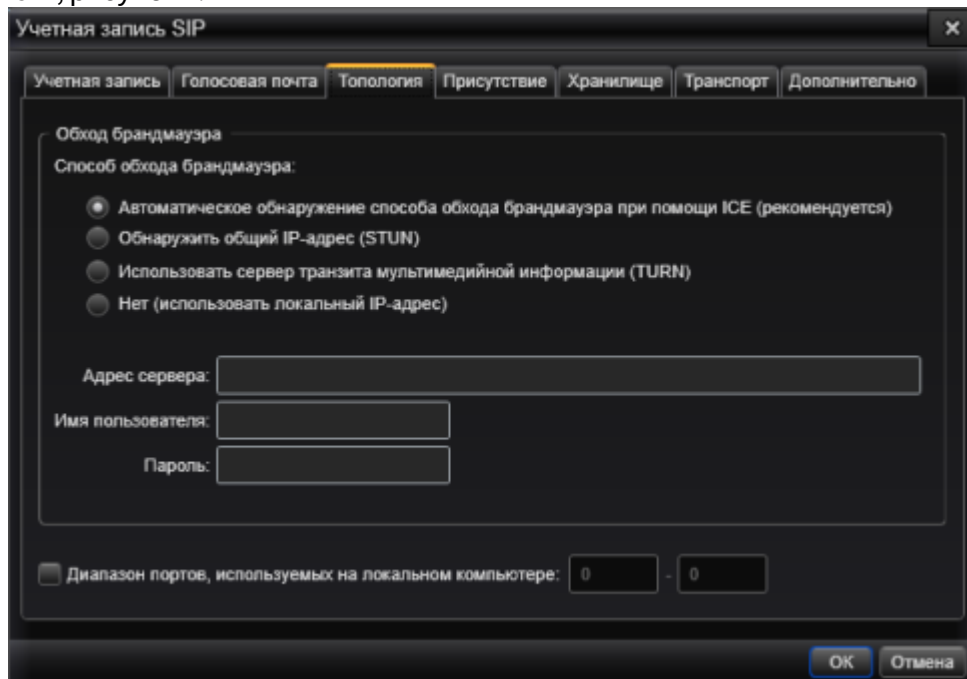 Учетная запись SIP
Учетная запись Голосовая почта Топология Присутствие Хранилище Транспорт Дополнительно
Обход брандмауэра
Способ обхода брандмауэра:
Автоматическое обнаружение способа обхода брандмауэра при помощи ICE (рекомендуется)
Обнаружить общий IP-адрес (STUN)
Использовать сервер транзита мультимедийной информации (TURN)
Нет (использовать локальный IP-адрес)
Адрес сервера:
Имя пользователя:
Пароль:
Диапазон портов, используемых на локальном компьютере: 0 - 0
OK Отмена